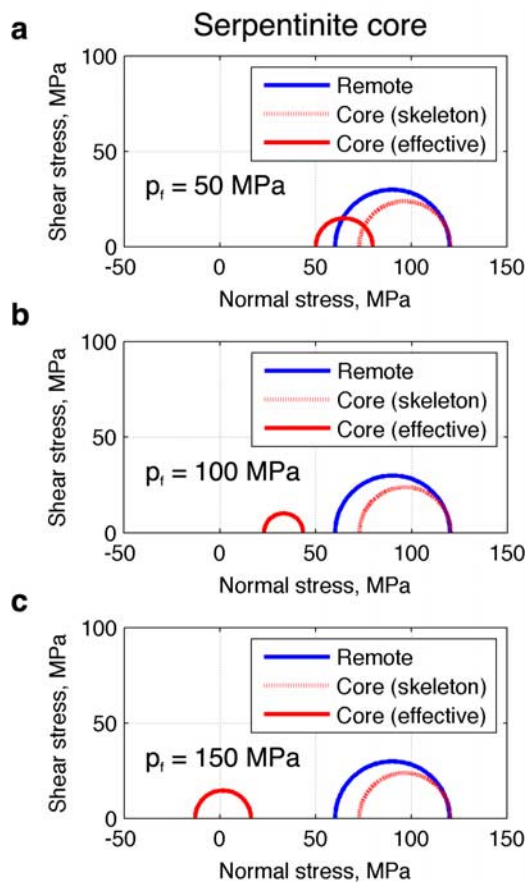 Serpentinite core
a
100
50
0
Shear stress, MPa
Remote
Core (skeleton)
Core (effective)
pf = 50 MPa
-50 0 50 100 150
Normal stress, MPa
b
100
50
0
Shear stress, MPa
Remote
Core (skeleton)
Core (effective)
pf = 100 MPa
-50 0 50 100 150
Normal stress, MPa
c
100
50
0
Shear stress, MPa
Remote
Core (skeleton)
Core (effective)
pf = 150 MPa
-50 0 50 100 150
Normal stress, MPa